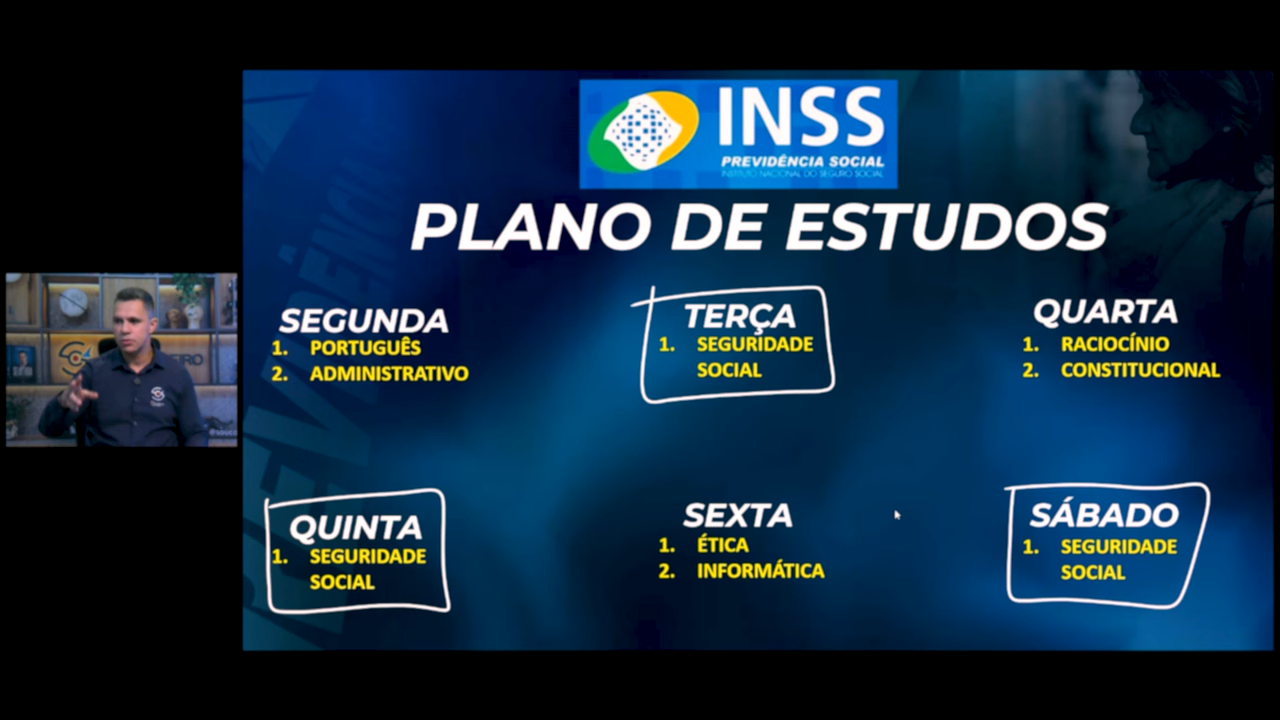 INSS
PREVIDÊNCIA SOCIAL
INSTITUTO NACIONAL DO SEGURO SOCIAL
PLANO DE ESTUDOS
SEGUNDA
1. PORTUGUÊS
2. ADMINISTRATIVO
TERÇA
1. SEGURIDADE
SOCIAL
QUARTA
1. RACIOCÍNIO
2. CONSTITUCIONAL
QUINTA
1. SEGURIDADE
SOCIAL
SEXTA
1. ÉTICA
2. INFORMÁTICA
SÁBADO
1. SEGURIDADE
SOCIAL